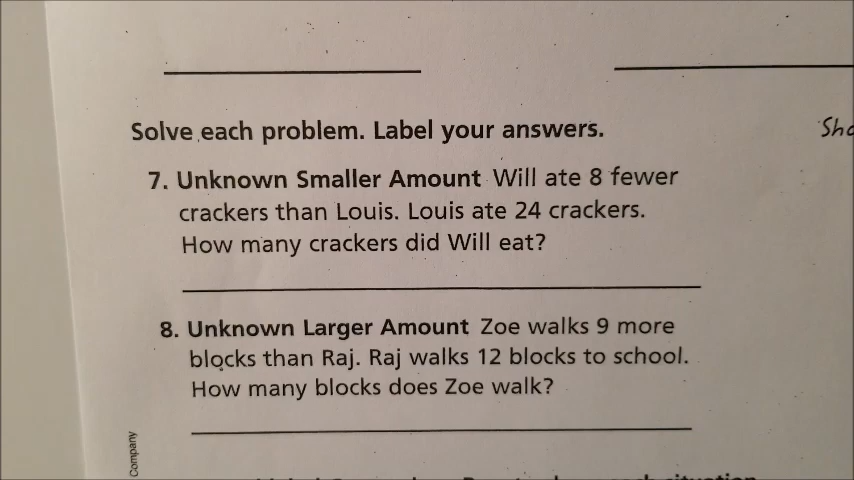 Solve each problem. Label your answers.
7. Unknown Smaller Amount Will ate 8 fewer
crackers than Louis. Louis ate 24 crackers.
How many crackers did Will eat?
8. Unknown Larger Amount Zoe walks 9 more
blocks than Raj. Raj walks 12 blocks to school.
How many blocks does Zoe walk?
Company